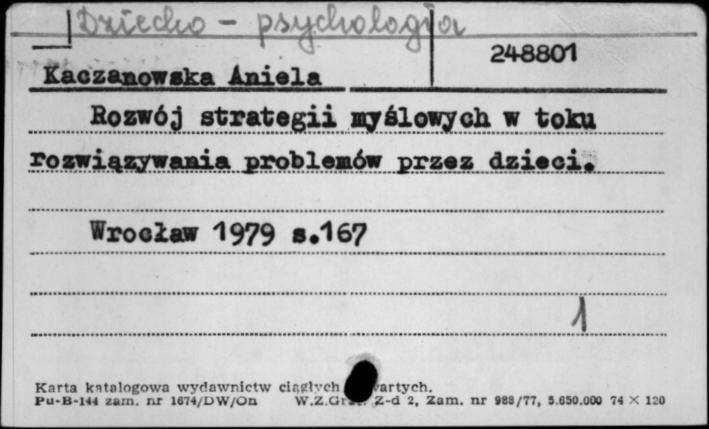 Dziecko - psychologia
248801
Kaczanowska Aniela
Rozwój strategii myślowych w toku
rozwiązywania problemów przez dzieci.
Wrocław 1979 s.167
1
Karta katalogowa wydawnictw ciągłych wartych.
Pu-B-144 zam. nr 1674/DW/On W.Z.Graf. Z-d 2, Zam. nr 988/77, 5.650.000 74 × 120